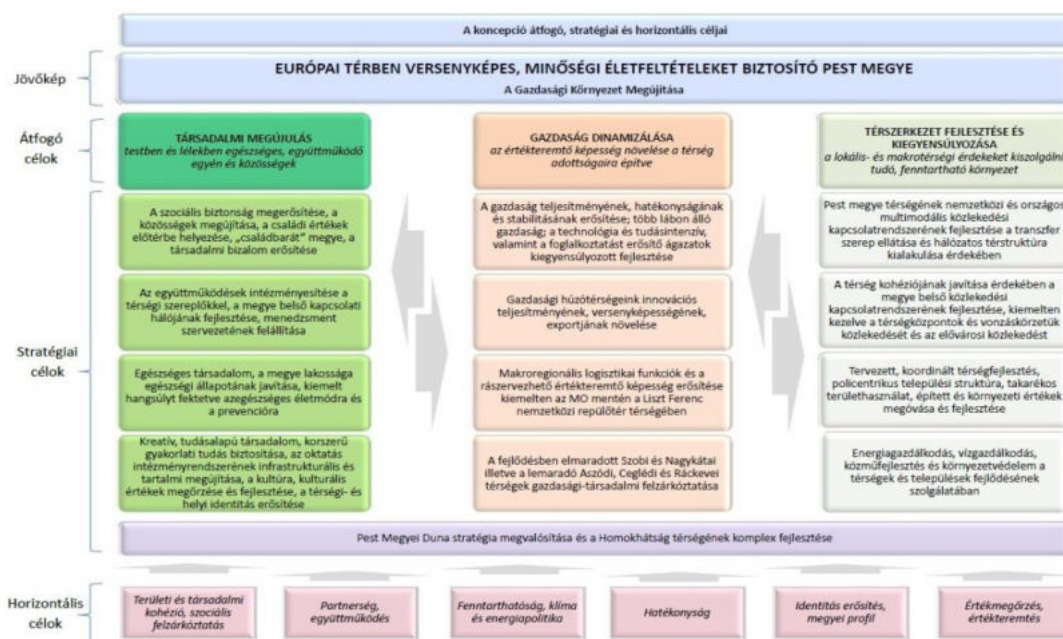 A koncepció átfogó, stratégiai és horizontális céljai
Jövőkép
EURÓPAI TÉRBEN VERSENYKÉPES, MINŐSÉGI ÉLETFELTÉTELEKET BIZTOSÍTÓ PEST MEGYE
A Gazdasági Környezet Megújítása
Átfogó
célok
TÁRSADALMI MEGÚJULÁS
testben és lélekben egészséges, együttműködő
egyén és közösségek
GAZDASÁG DINAMIZÁLÁSA
az értékteremtő képesség növelése a térség
adottságaira építve
TÉRSZERKEZET FEJLESZTÉSE ÉS
KIEGYENSÚLYOZÁSA
a lokális- és makrotérségi érdekeket kiszolgálni
tudó, fenntartható környezet
Stratégiai
célok
A szociális biztonság megerősítése, a
közösségek megújítása, a családi értékek
előtérbe helyezése, „családbarát" megye, a
társadalmi bizalom erősítése
Az együttműködések intézményesítése a
térségi szereplőkkel, a megye belső kapcsolati
hálójának fejlesztése, menedzsment
szervezetének felállítása
Egészséges társadalom, a megye lakossága
egészségi állapotának javítása, kiemelt
hangsúlyt fektetve azegészséges életmódra és
a prevencióra
Kreatív, tudásalapú társadalom, korszerű
gyakorlati tudás biztosítása, az oktatás
intézményrendszerének infrastrukturális és
tartalmi megújítása, a kultúra, kulturális
értékek megőrzése és fejlesztése, a térségi- és
helyi identitás erősítése
A gazdaság teljesítményének, hatékonyságának
és stabilitásának erősítése; több lábon álló
gazdaság; a technológia és tudásintenzív,
valamint a foglalkoztatást erősítő ágazatok
kiegyensúlyozott fejlesztése
Gazdasági húzótérségeink innovációs
teljesítményének, versenyképességének,
exportjának növelése
Makroregionális logisztikai funkciók és a
rászervezhető értékteremtő képesség erősítése
kiemelten az MO mentén a Liszt Ferenc
nemzetközi repülőtér térségében
A fejlődésben elmaradott Szobi és Nagykátai
illetve a lemaradó Aszódi, Ceglédi és Ráckevei
térségek gazdasági-társadalmi felzárkóztatása
Pest megye térségének nemzetközi és országos
multimodális közlekedési
kapcsolatrendszerének fejlesztése a transzfer
szerep ellátása és hálózatos térstruktúra
kialakulása érdekében
A térség kohéziójának javítása érdekében a
megye belső közlekedési
kapcsolatrendszerének fejlesztése, kiemelten
kezelve a térségközpontok és vonzáskörzetük
közlekedését és az elővárosi közlekedést
Tervezett, koordinált térségfejlesztés,
policentrikus települési struktúra, takarékos
területhasználat, épített és környezeti értékek
megóvása és fejlesztése
Energiagazdálkodás, vízgazdálkodás,
közműfejlesztés és környezetvédelem a
térségek és települések fejlődésének
szolgálatában
Pest Megyei Duna stratégia megvalósítása és a Homokhátság térségének komplex fejlesztése
Horizontális
célok
Területi és társadalmi
kohézió, szociális
felzárkóztatás
Partnerség,
együttműködés
Fenntarthatóság, klíma
és energiapolitika
Hatékonyság
Identitás erősítés,
megyei profil
Értékmegőrzés,
értékteremtés